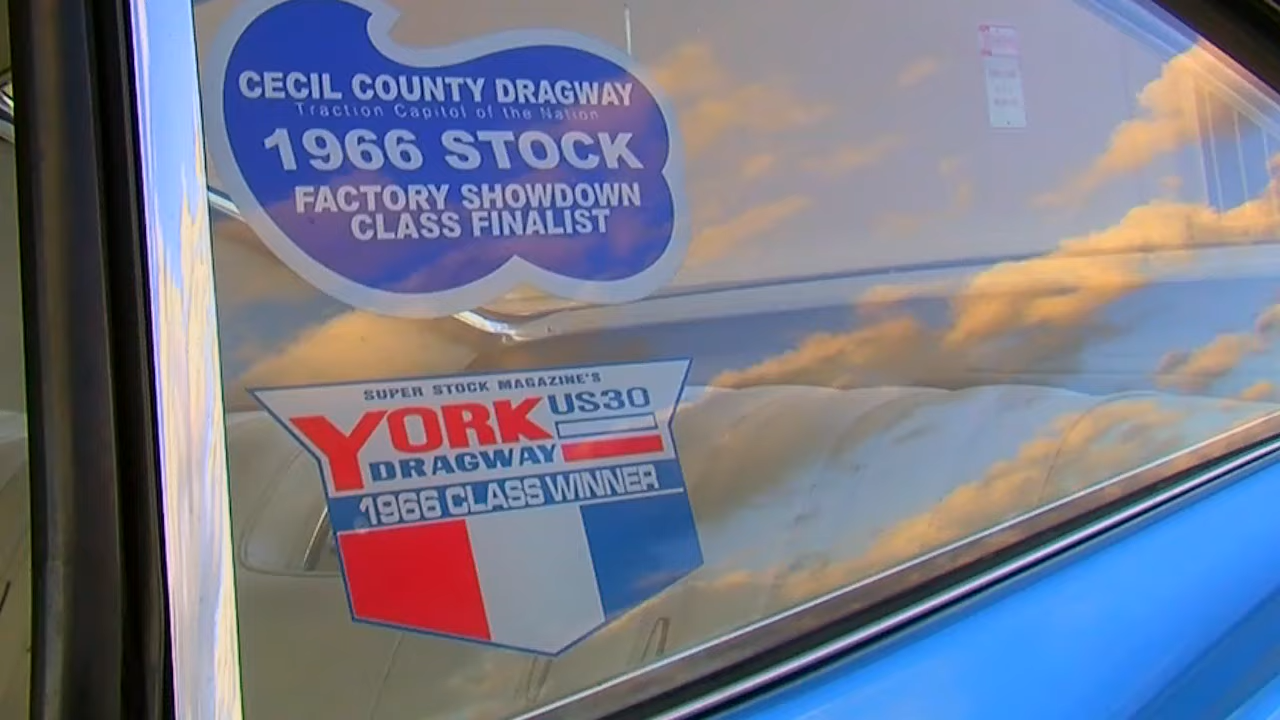 CECIL COUNTY DRAGWAY
Traction Capitol of the Nation
1966 STOCK
FACTORY SHOWDOWN
CLASS FINALIST
SUPER STOCK MAGAZINE'S
YORK US30
DRAGWAY
1966 CLASS WINNER